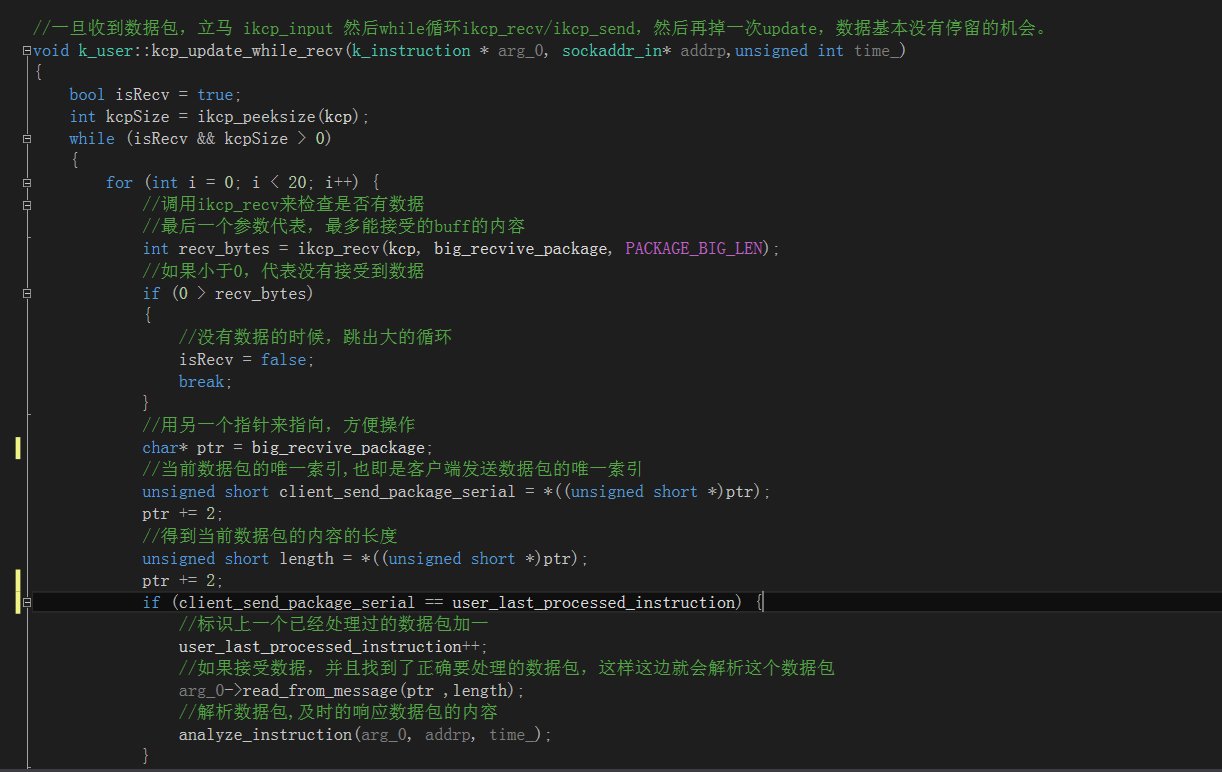 //一旦收到数据包，立马 ikcp_input 然后while循环ikcp_recv/ikcp_send，然后再掉一次update，数据基本没有停留的机会。
void k_user::kcp_update_while_recv(k_instruction * arg_0, sockaddr_in* addrp,unsigned int time_)
{
bool isRecv = true;
int kcpSize = ikcp_peeksize(kcp);
while (isRecv && kcpSize > 0)
{
for (int i = 0; i < 20; i++) {
//调用ikcp_recv来检查是否有数据
//最后一个参数代表，最多能接受的buff的内容
int recv_bytes = ikcp_recv(kcp, big_recvive_package, PACKAGE_BIG_LEN);
//如果小于0，代表没有接受到数据
if (0 > recv_bytes)
{
//没有数据的时候，跳出大的循环
isRecv = false;
break;
}
//用另一个指针来指向，方便操作
char* ptr = big_recvive_package;
//当前数据包的唯一索引,也即是客户端发送数据包的唯一索引
unsigned short client_send_package_serial = *((unsigned short *)ptr);
ptr += 2;
//得到当前数据包的内容的长度
unsigned short length = *((unsigned short *)ptr);
ptr += 2;
if (client_send_package_serial == user_last_processed_instruction) {
//标识上一个已经处理过的数据包加一
user_last_processed_instruction++;
//如果接受数据，并且找到了正确要处理的数据包，这样这边就会解析这个数据包
arg_0->read_from_message(ptr ,length);
//解析数据包,及时的响应数据包的内容
analyze_instruction(arg_0, addrp, time_);
}